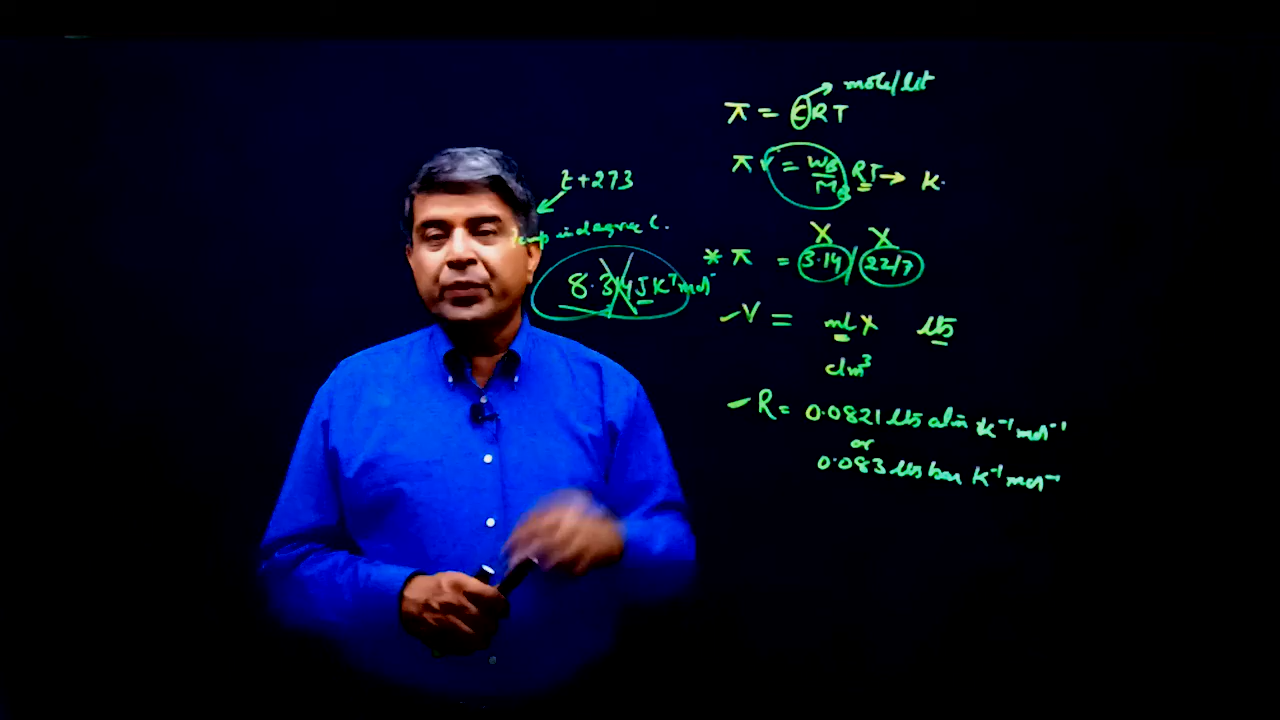 mole/lit
π = CRT
πV = WB/MB RT → K.
t+273
Temp in degree C.
8.314 J K⁻¹ mol⁻
X X
* π = 3.14 / 22/7
V = ml X lts
dm³
R = 0.0821 lts atm K⁻¹ mol⁻¹
or
0.083 lts bar K⁻¹ mol⁻¹